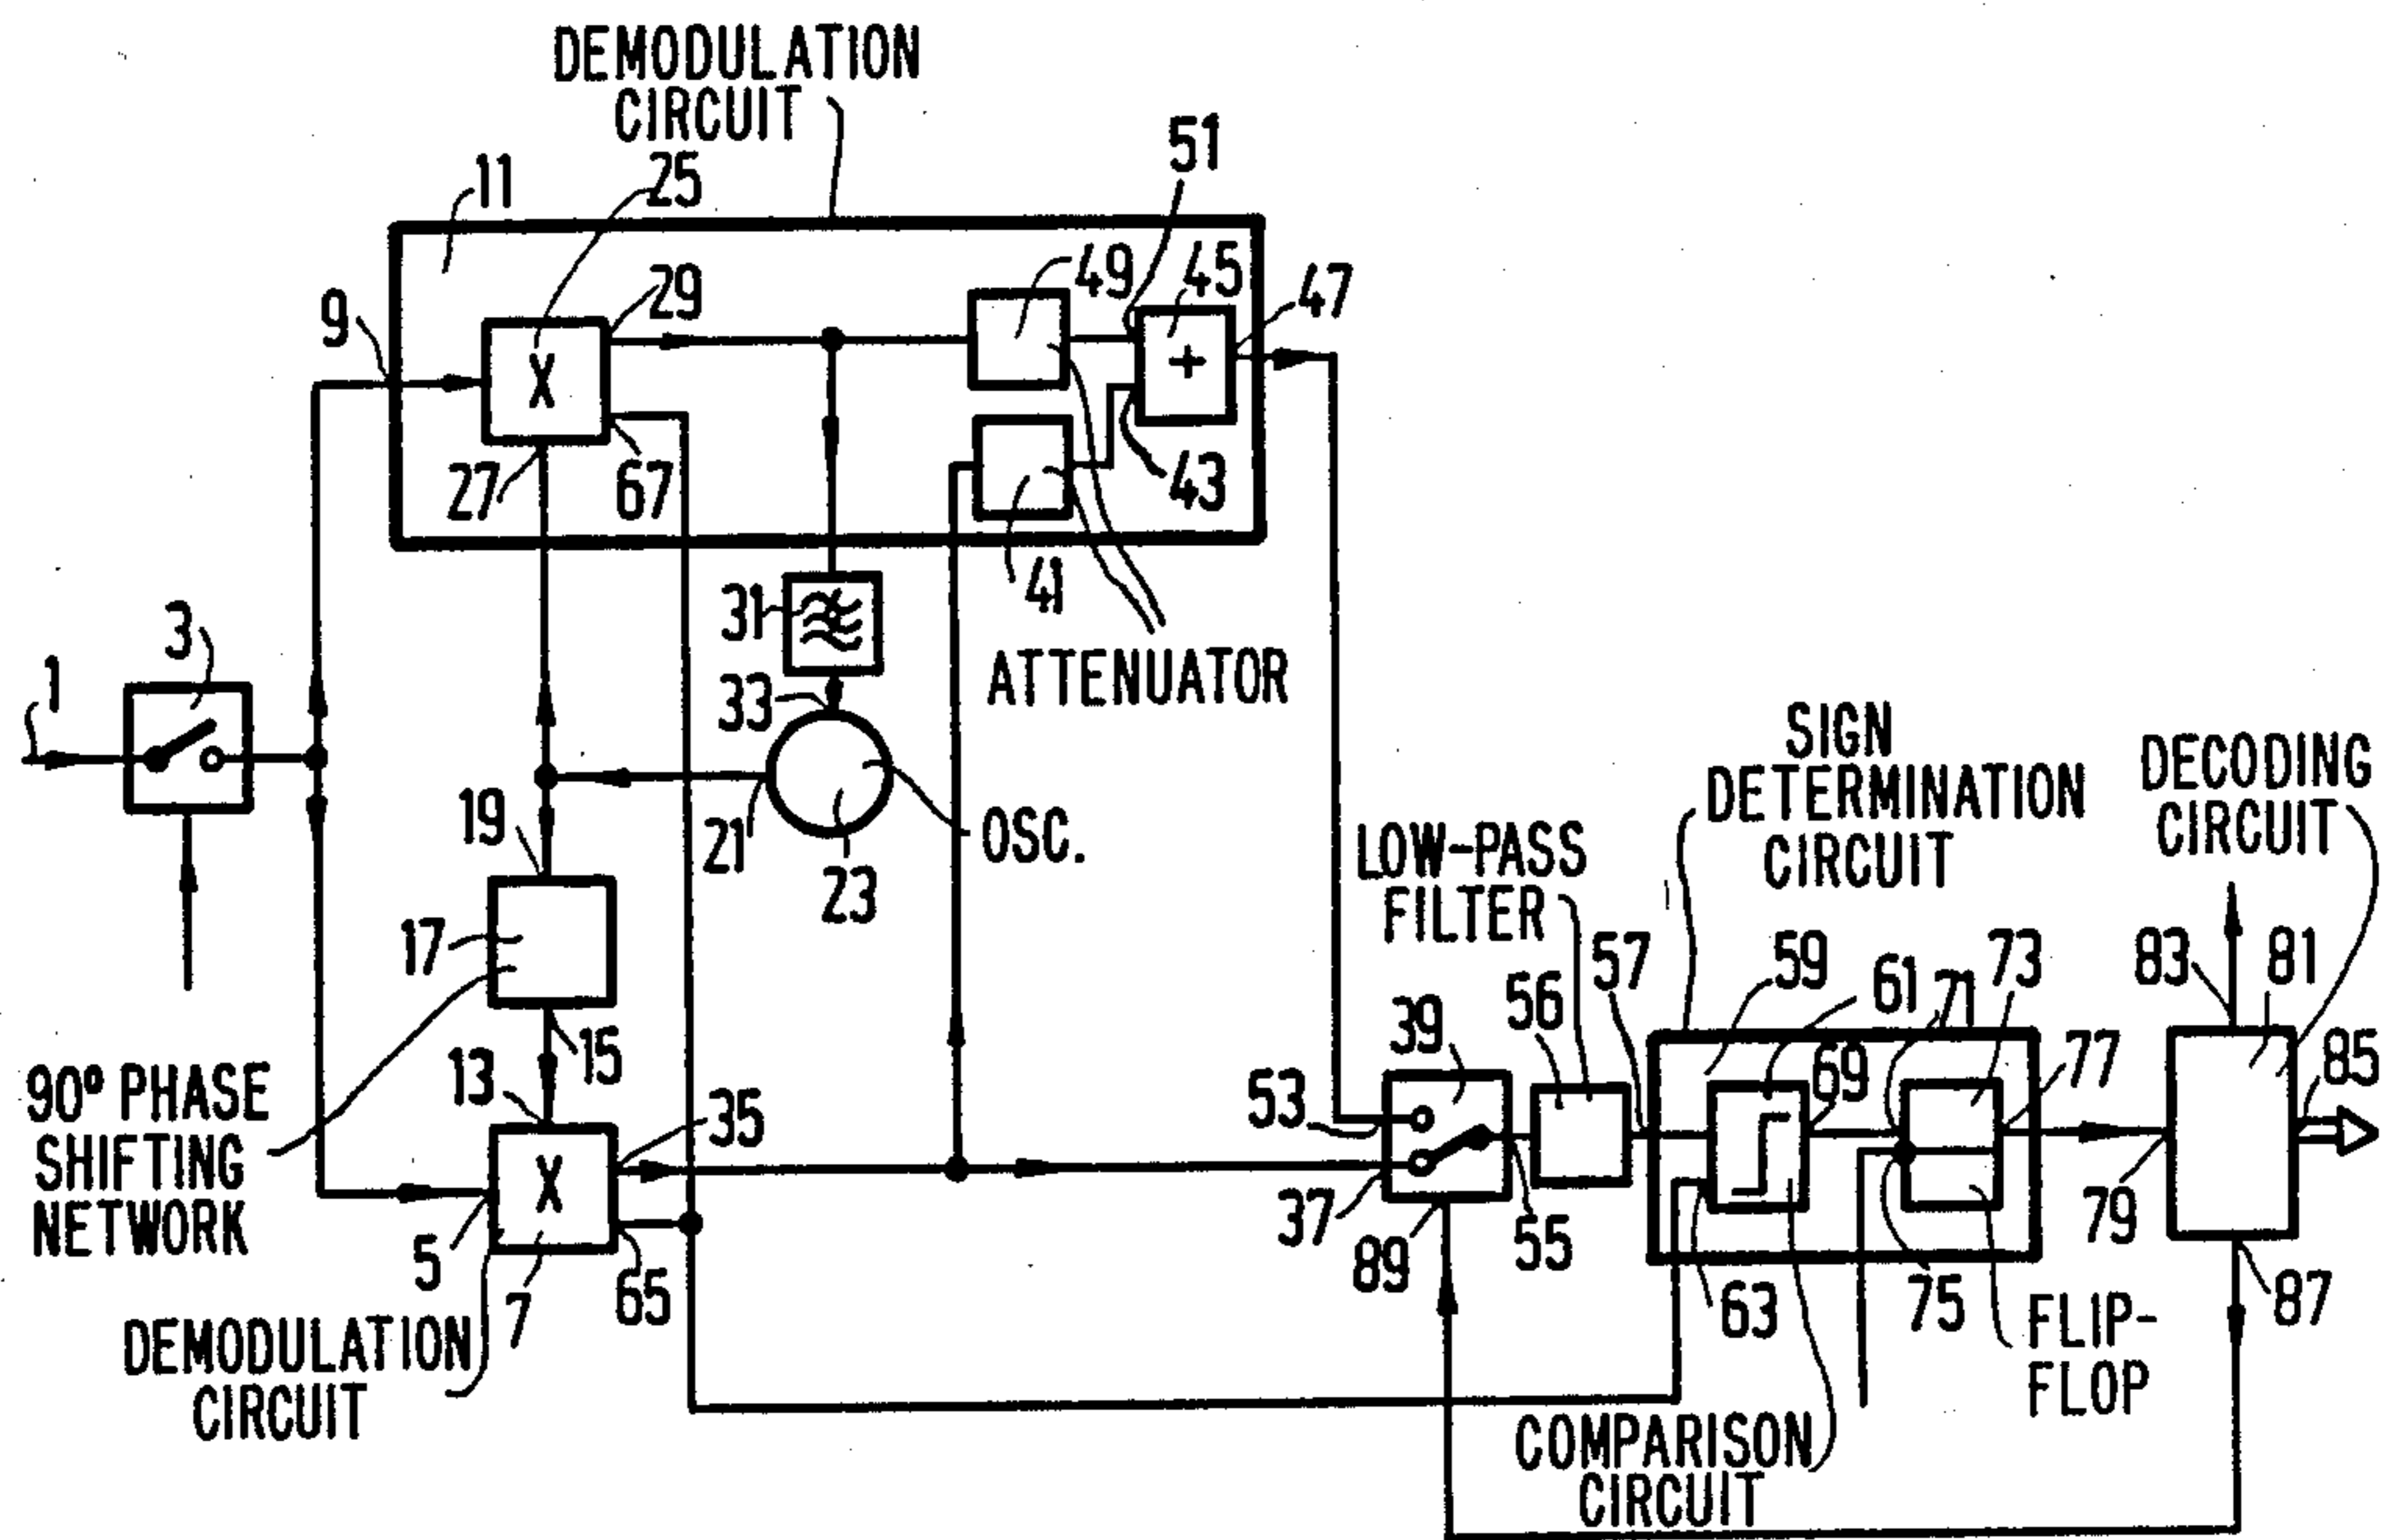 DEMODULATION
CIRCUIT
11
25
51
29
49
45
47
9
X
+
27
67
43
41
31
3
1
33
ATTENUATOR
19
21
23
OSC.
SIGN
DETERMINATION
CIRCUIT
DECODING
CIRCUIT
LOW-PASS
FILTER
17
90° PHASE
SHIFTING
NETWORK
15
13
35
53
39
56
57
59
61
71
73
69
77
83
81
85
X
5
7
65
37
89
55
63
75
79
87
DEMODULATION
CIRCUIT
FLIP-
FLOP
COMPARISON
CIRCUIT